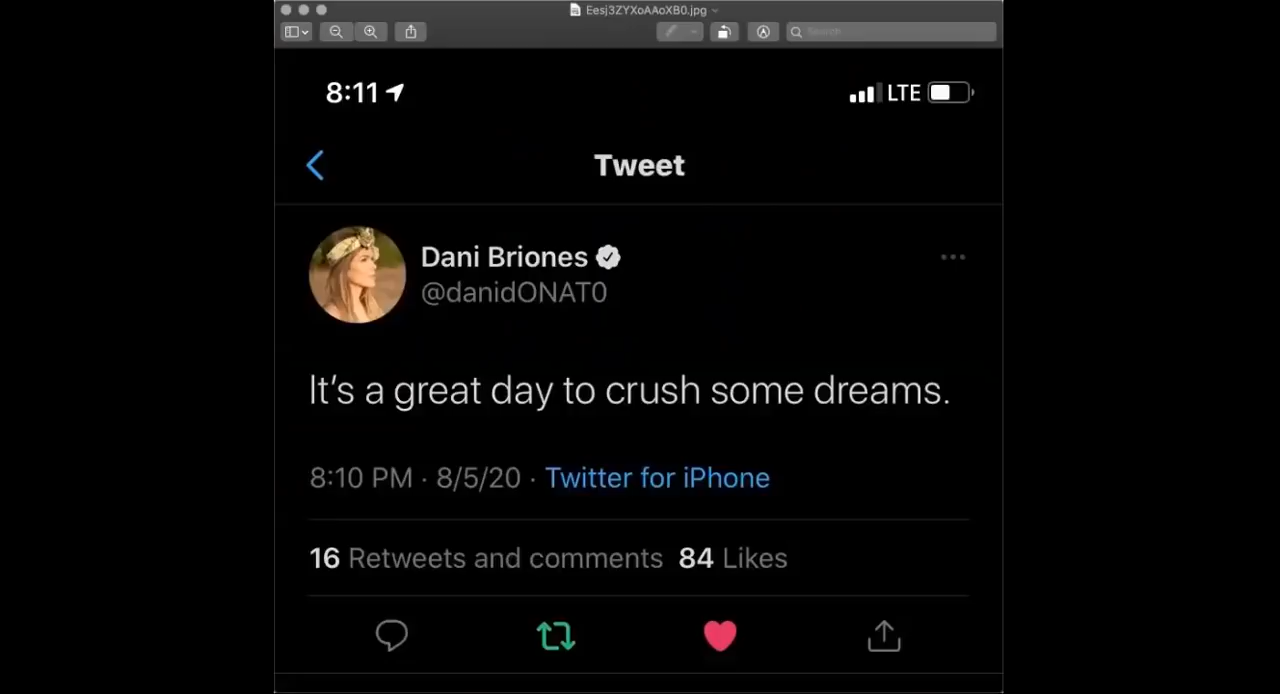 Eesj3ZYXoAAoXB0.jpg
Search
8:11 LTE
Tweet
Dani Briones
@danidONAT0
It's a great day to crush some dreams.
8:10 PM · 8/5/20 · Twitter for iPhone
16 Retweets and comments 84 Likes